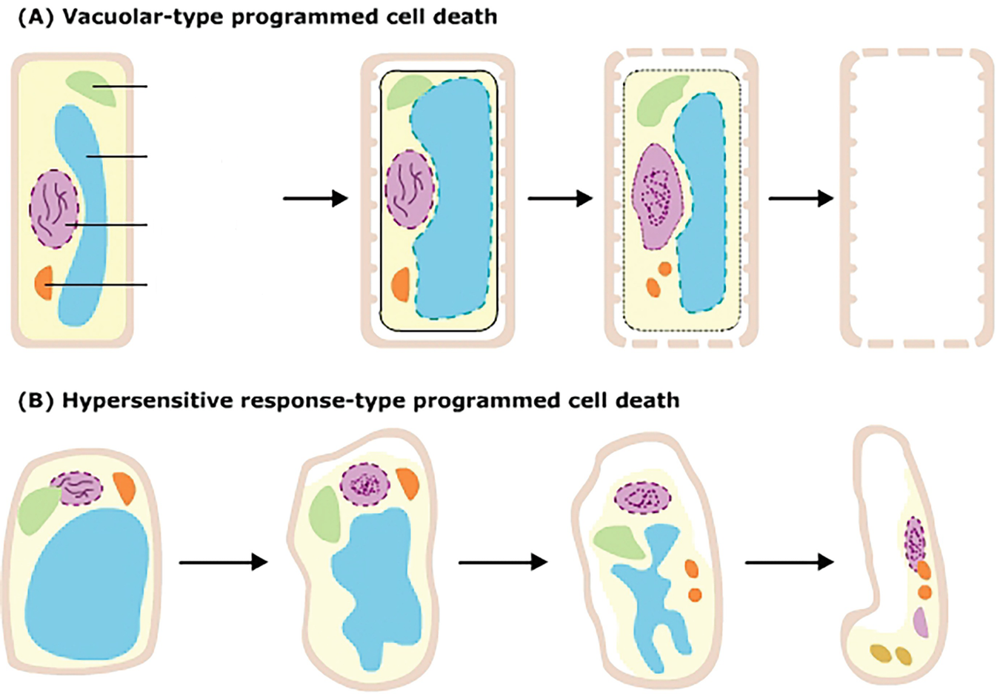 (A) Vacuolar-type programmed cell death
(B) Hypersensitive response-type programmed cell death